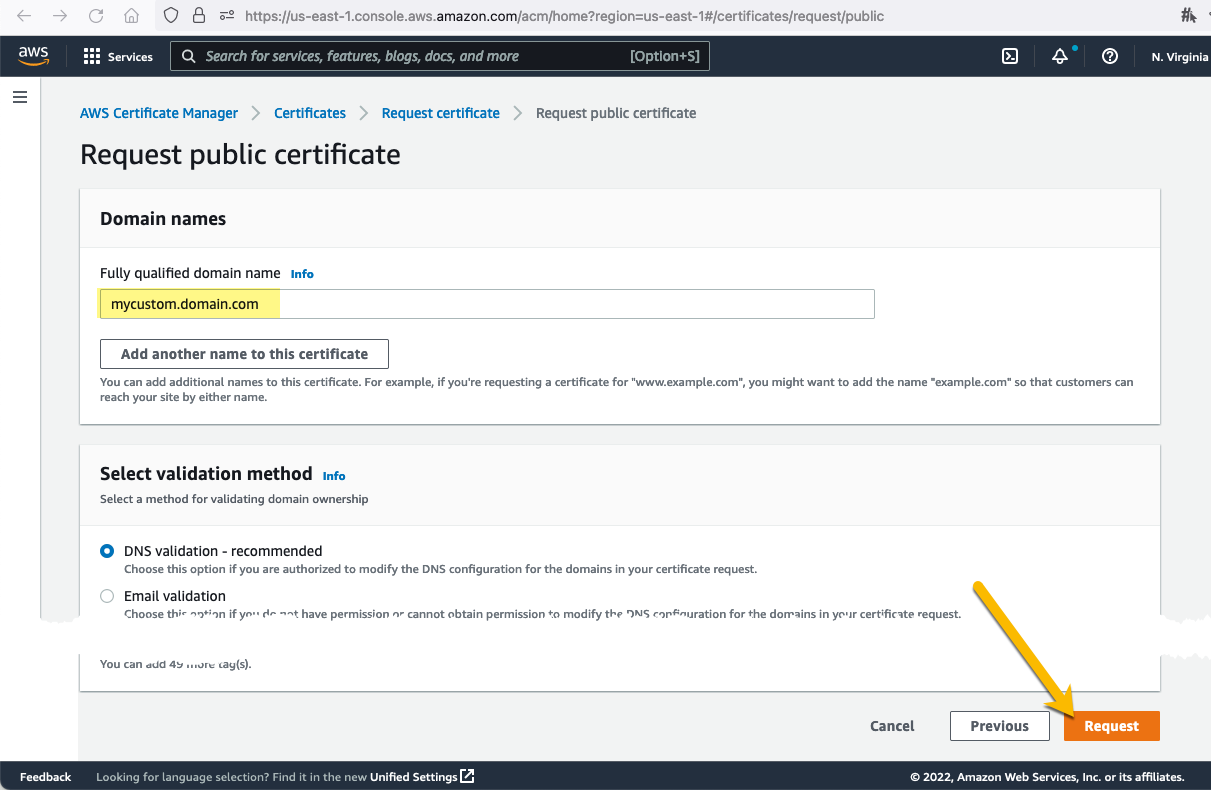 https://us-east-1.console.aws.amazon.com/acm/home?region=us-east-1#/certificates/request/public
aws
Services
Search for services, features, blogs, docs, and more
[Option+S]
N. Virginia
AWS Certificate Manager
Certificates
Request certificate
Request public certificate
Request public certificate
Domain names
Fully qualified domain name Info
mycustom.domain.com
Add another name to this certificate
You can add additional names to this certificate. For example, if you're requesting a certificate for "www.example.com", you might want to add the name "example.com" so that customers can
reach your site by either name.
Select validation method Info
Select a method for validating domain ownership
DNS validation - recommended
Choose this option if you are authorized to modify the DNS configuration for the domains in your certificate request.
Email validation
Choose this option if you do not have permission or cannot obtain permission to modify the DNS configuration for the domains in your certificate request.
You can add 49 more tag(s).
Cancel
Previous
Request
Feedback
Looking for language selection? Find it in the new Unified Settings
© 2022, Amazon Web Services, Inc. or its affiliates.